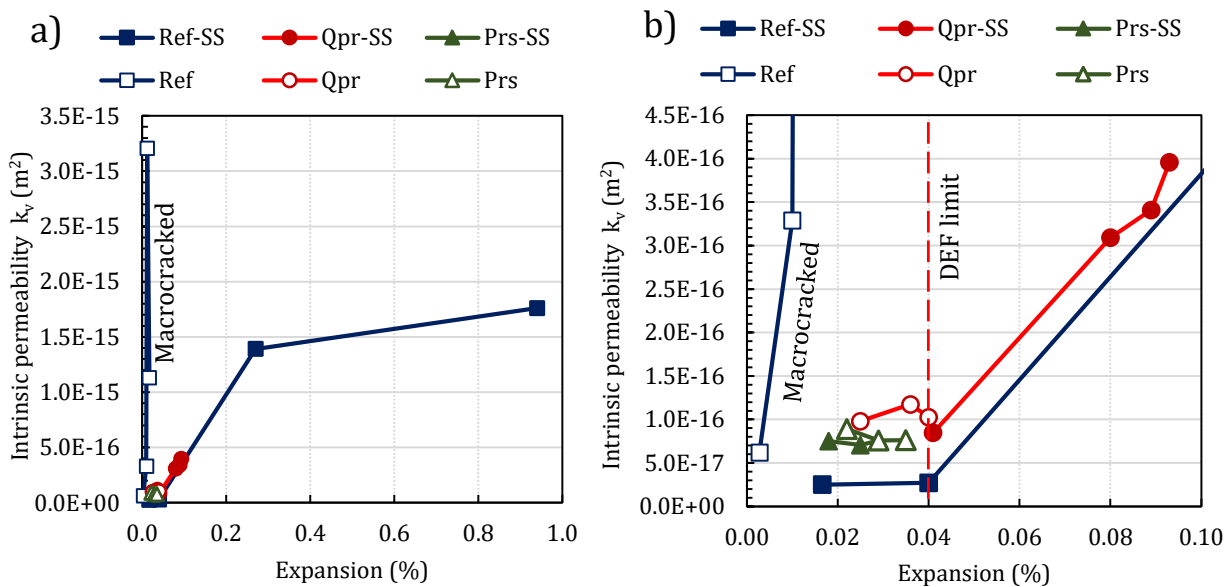 a)
Ref-SS Qpr-SS Prs-SS
Ref Qpr Prs
3.5E-15
3.0E-15
2.5E-15
2.0E-15
1.5E-15
1.0E-15
5.0E-16
0.0E+00
Intrinsic permeability kᵥ (m²)
Macrocracked
0.0 0.2 0.4 0.6 0.8 1.0
Expansion (%)
b)
Ref-SS Qpr-SS Prs-SS
Ref Qpr Prs
4.5E-16
4.0E-16
3.5E-16
3.0E-16
2.5E-16
2.0E-16
1.5E-16
1.0E-16
5.0E-17
0.0E+00
Intrinsic permeability kᵥ (m²)
Macrocracked
DEF limit
0.00 0.02 0.04 0.06 0.08 0.10
Expansion (%)